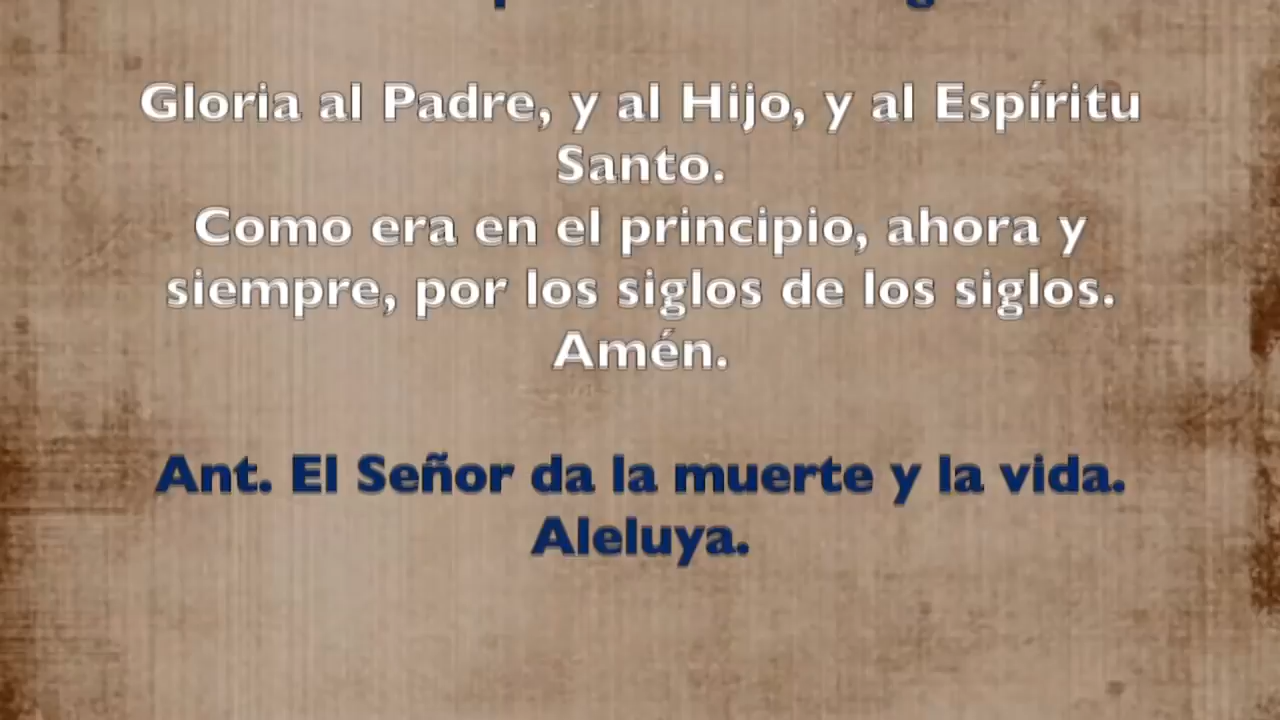 Gloria al Padre, y al Hijo, y al Espíritu
Santo.
Como era en el principio, ahora y
siempre, por los siglos de los siglos.
Amén.
Ant. El Señor da la muerte y la vida.
Aleluya.